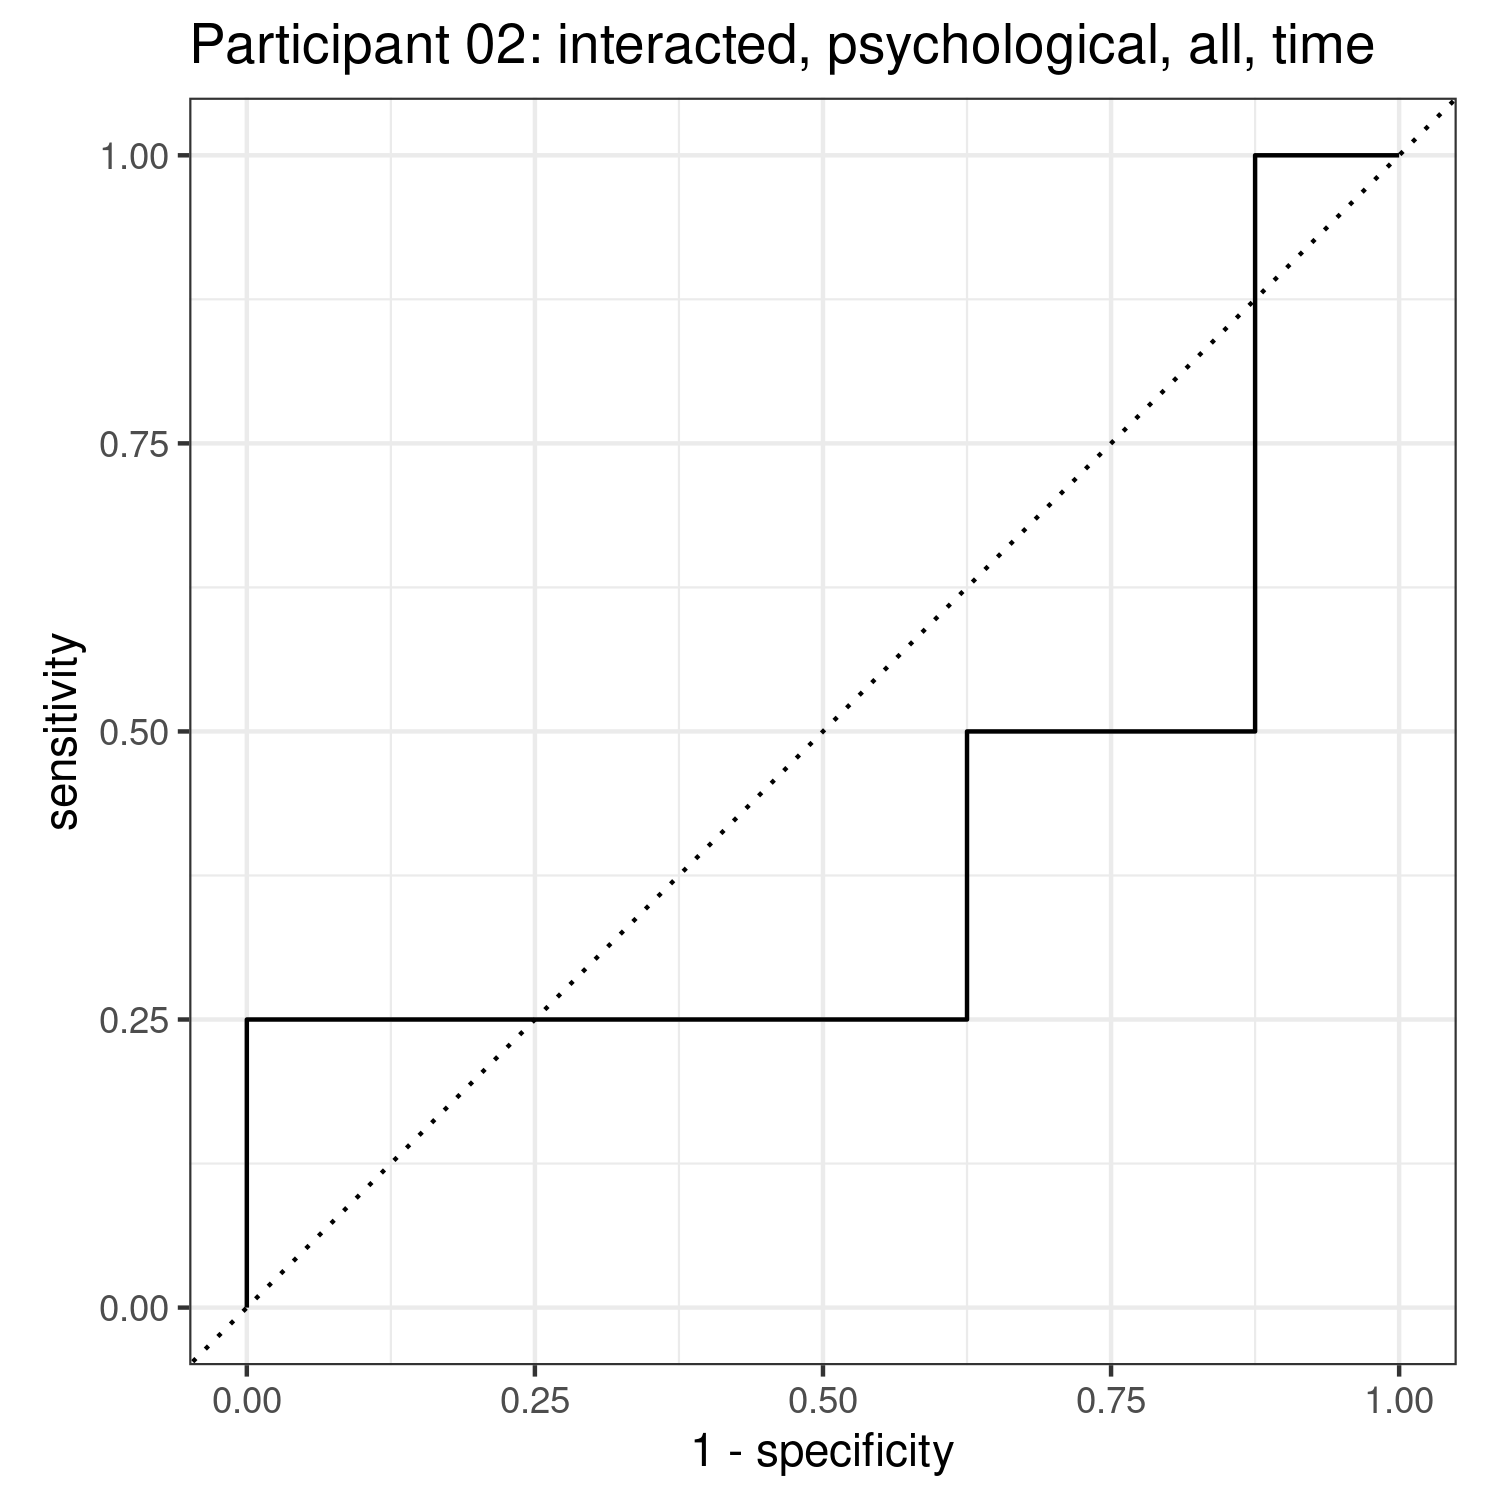 Participant 02: interacted, psychological, all, time
1.00
0.75
0.50
0.25
0.00
sensitivity
0.00 0.25 0.50 0.75 1.00
1 - specificity